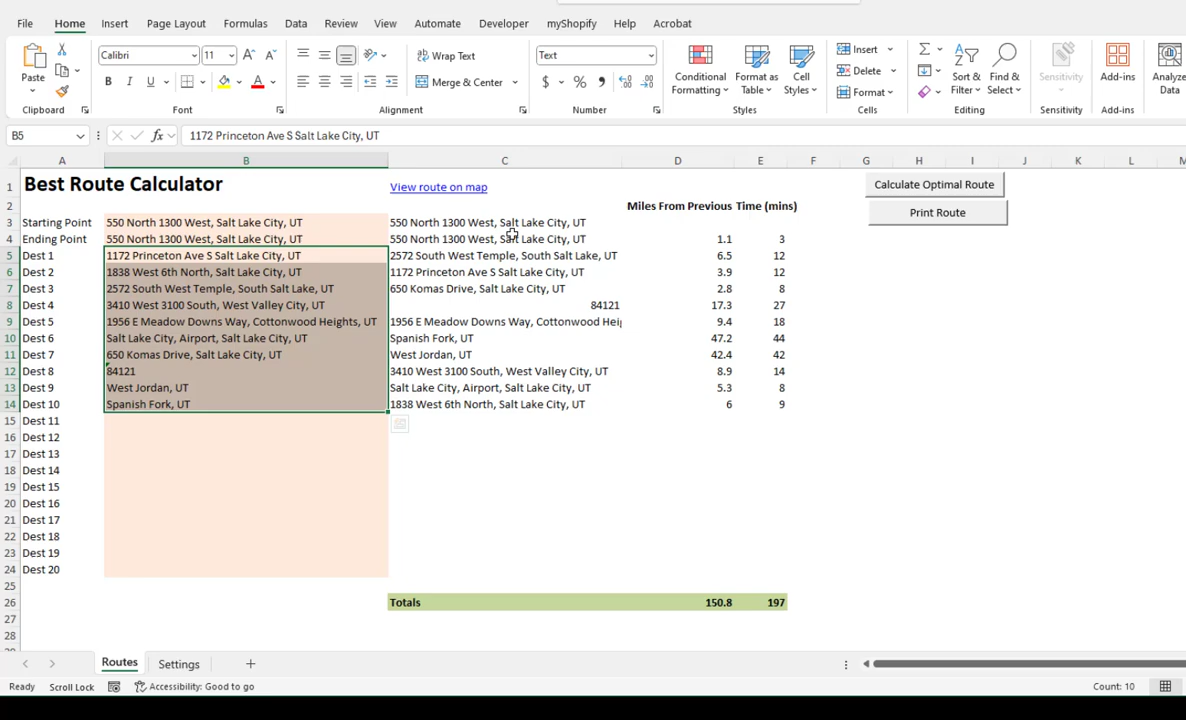 File Home Insert Page Layout Formulas Data Review View Automate Developer myShopify Help Acrobat
Calibri 11 A^ A˅ Wrap Text Text Insert Σ
Paste Conditional Format as Cell Delete Sort & Find & Sensitivity Add-ins Analyze
B I U A Merge & Center $ % 9 Formatting Table Styles Format Filter Select Data
Clipboard Font Alignment Number Styles Cells Editing Sensitivity Add-ins
B5 fx 1172 Princeton Ave S Salt Lake City, UT
A B C D E F G H I J K L M
1 Best Route Calculator View route on map Calculate Optimal Route
2 Miles From Previous Time (mins) Print Route
3 Starting Point 550 North 1300 West, Salt Lake City, UT 550 North 1300 West, Salt Lake City, UT
4 Ending Point 550 North 1300 West, Salt Lake City, UT 550 North 1300 West, Salt Lake City, UT 1.1 3
5 Dest 1 1172 Princeton Ave S Salt Lake City, UT 2572 South West Temple, South Salt Lake, UT 6.5 12
6 Dest 2 1838 West 6th North, Salt Lake City, UT 1172 Princeton Ave S Salt Lake City, UT 3.9 12
7 Dest 3 2572 South West Temple, South Salt Lake, UT 650 Komas Drive, Salt Lake City, UT 2.8 8
8 Dest 4 3410 West 3100 South, West Valley City, UT 84121 17.3 27
9 Dest 5 1956 E Meadow Downs Way, Cottonwood Heights, UT 1956 E Meadow Downs Way, Cottonwood Hei 9.4 18
10 Dest 6 Salt Lake City, Airport, Salt Lake City, UT Spanish Fork, UT 47.2 44
11 Dest 7 650 Komas Drive, Salt Lake City, UT West Jordan, UT 42.4 42
12 Dest 8 84121 3410 West 3100 South, West Valley City, UT 8.9 14
13 Dest 9 West Jordan, UT Salt Lake City, Airport, Salt Lake City, UT 5.3 8
14 Dest 10 Spanish Fork, UT 1838 West 6th North, Salt Lake City, UT 6 9
15 Dest 11
16 Dest 12
17 Dest 13
18 Dest 14
19 Dest 15
20 Dest 16
21 Dest 17
22 Dest 18
23 Dest 19
24 Dest 20
25
26 Totals 150.8 197
27
28
Routes Settings +
Ready Scroll Lock Accessibility: Good to go Count: 10